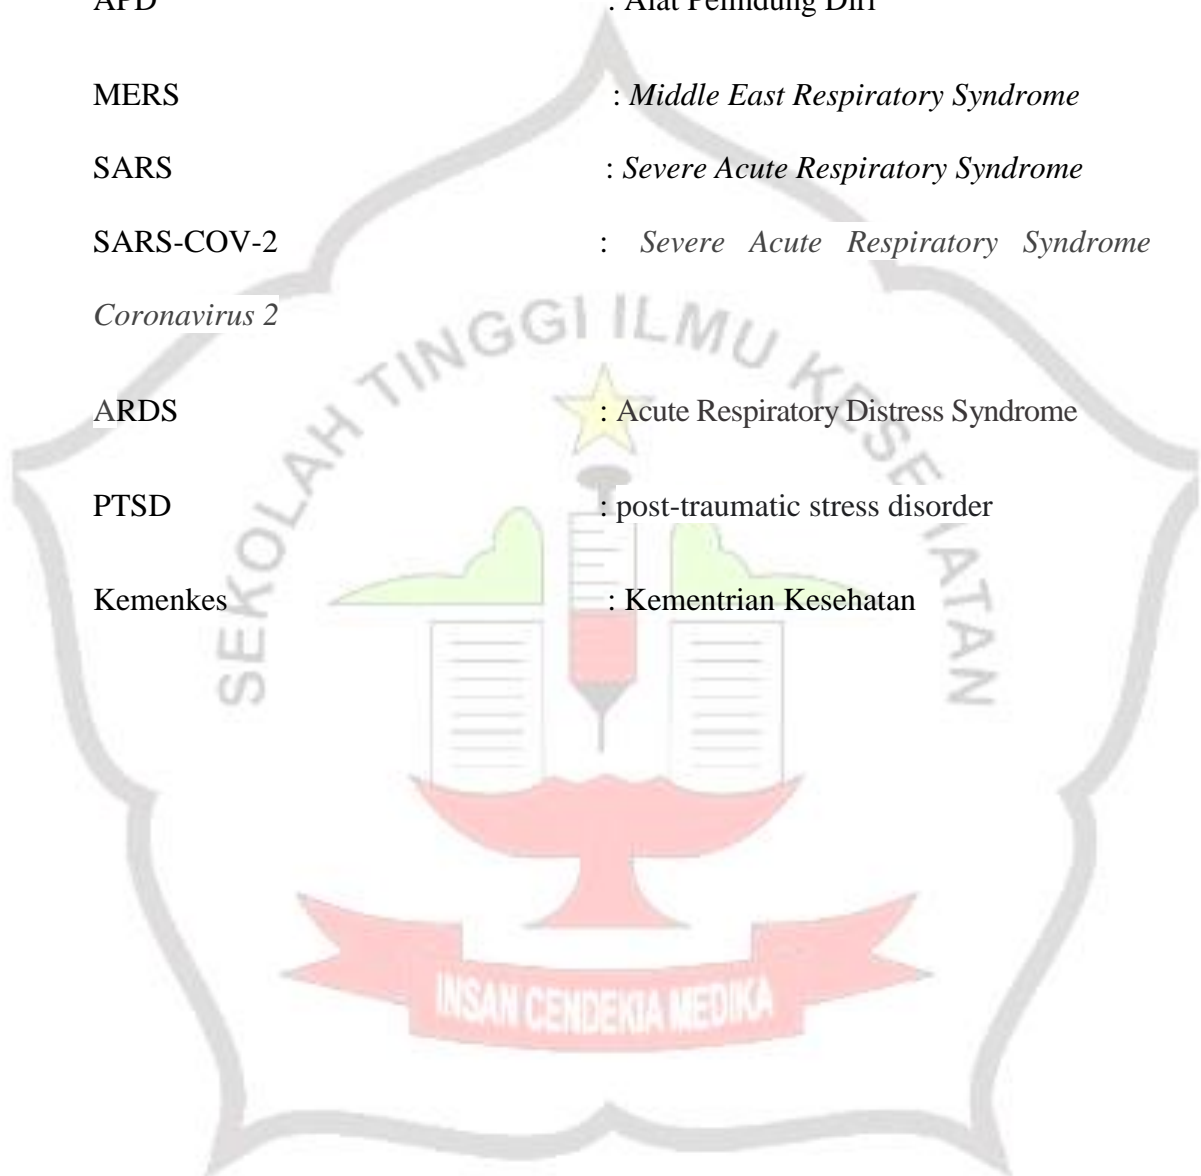 APD : Alat Pelindung Diri
MERS : Middle East Respiratory Syndrome
SARS : Severe Acute Respiratory Syndrome
SARS-COV-2 : Severe Acute Respiratory Syndrome
Coronavirus 2
ARDS : Acute Respiratory Distress Syndrome
PTSD : post-traumatic stress disorder
Kemenkes : Kementrian Kesehatan
SEKOLAH TINGGI ILMU KESEHATAN
INSAN CENDEKIA MEDIKA